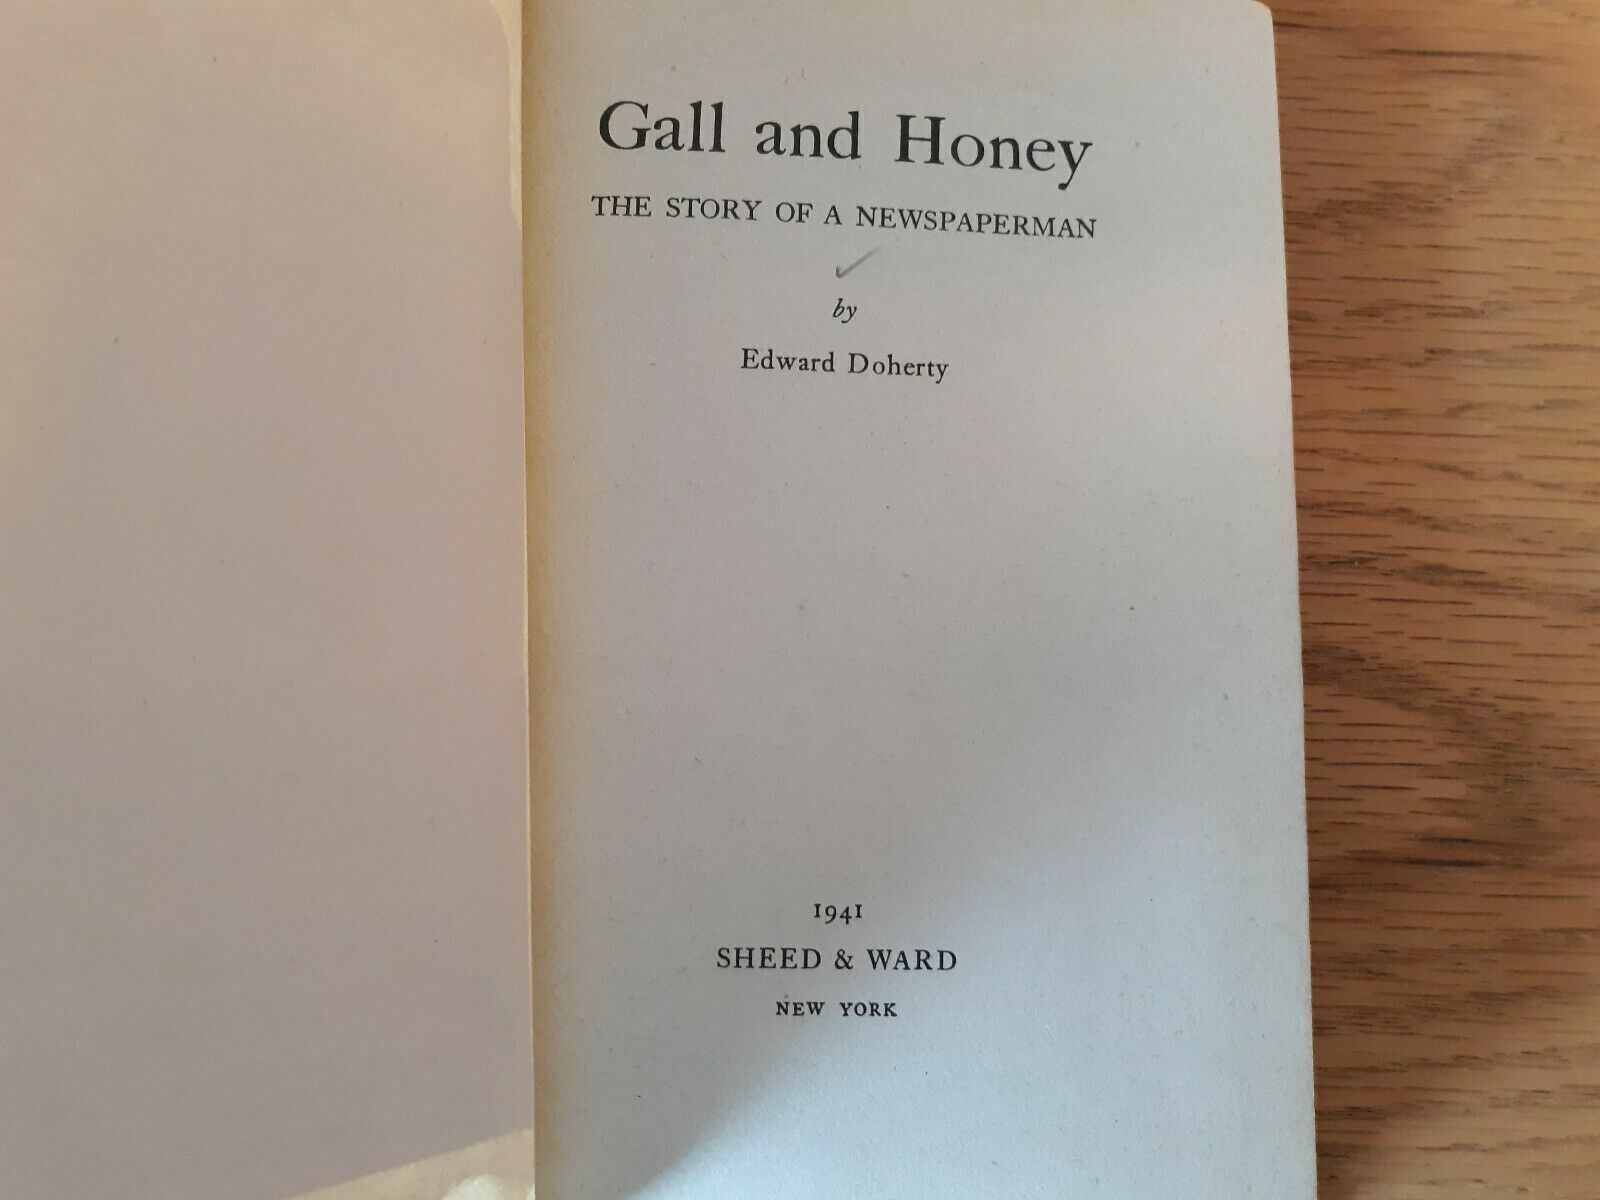 Gall and Honey
THE STORY OF A NEWSPAPERMAN
by
Edward Doherty
1941
SHEED & WARD
NEW YORK